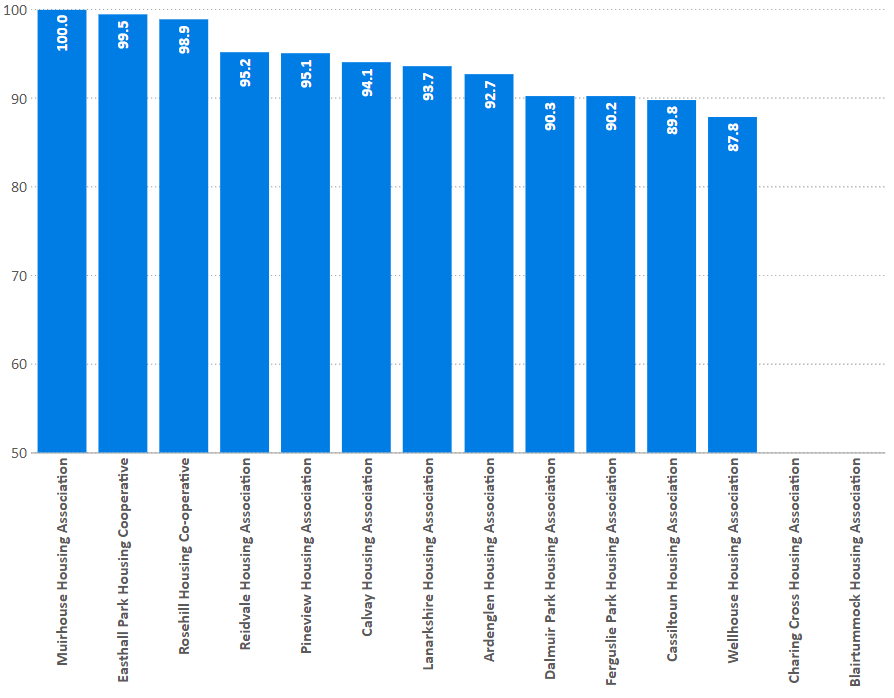 100
90
80
70
60
50
100.0
99.5
98.9
95.2
95.1
94.1
93.7
92.7
90.3
90.2
89.8
87.8
Muirhouse Housing Association
Easthall Park Housing Cooperative
Rosehill Housing Co-operative
Reidvale Housing Association
Pineview Housing Association
Calvay Housing Association
Lanarkshire Housing Association
Ardenglen Housing Association
Dalmuir Park Housing Association
Ferguslie Park Housing Association
Cassiltoun Housing Association
Wellhouse Housing Association
Charing Cross Housing Association
Blairtummock Housing Association